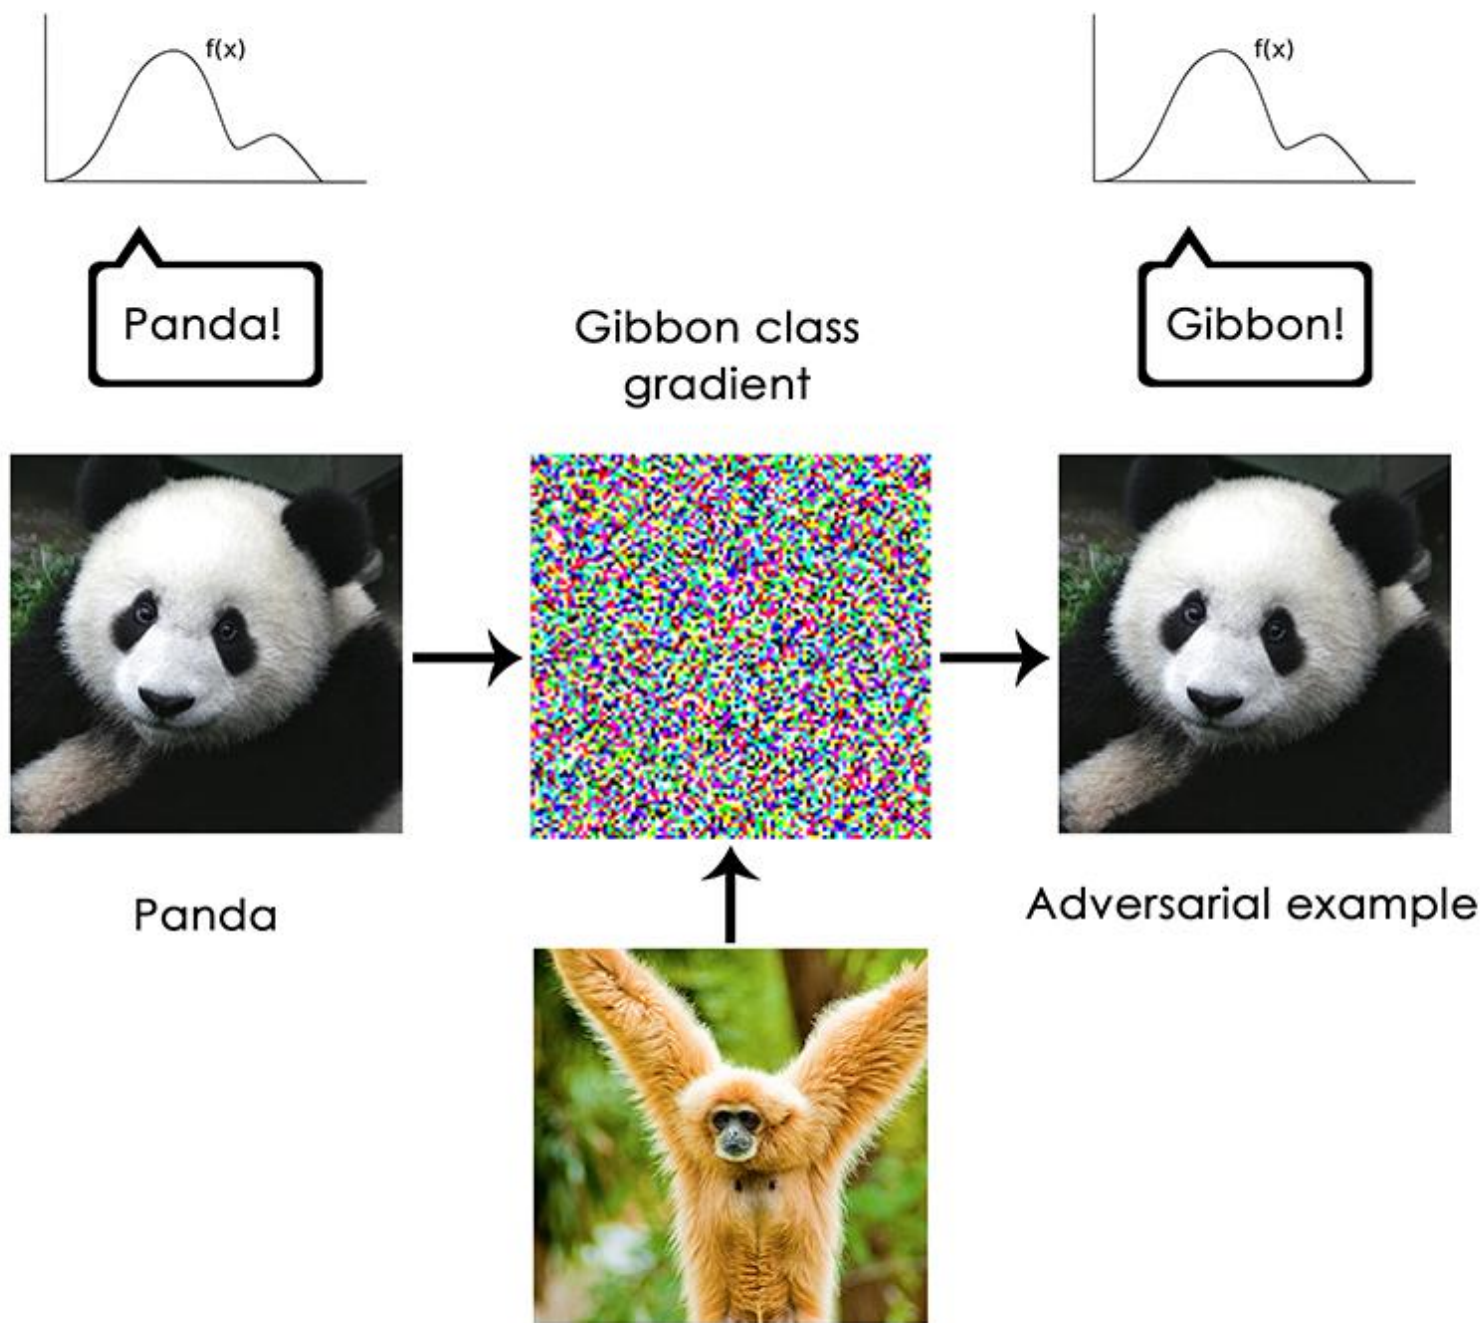 f(x)
f(x)
Panda!
Gibbon class
gradient
Gibbon!
Panda
Adversarial example